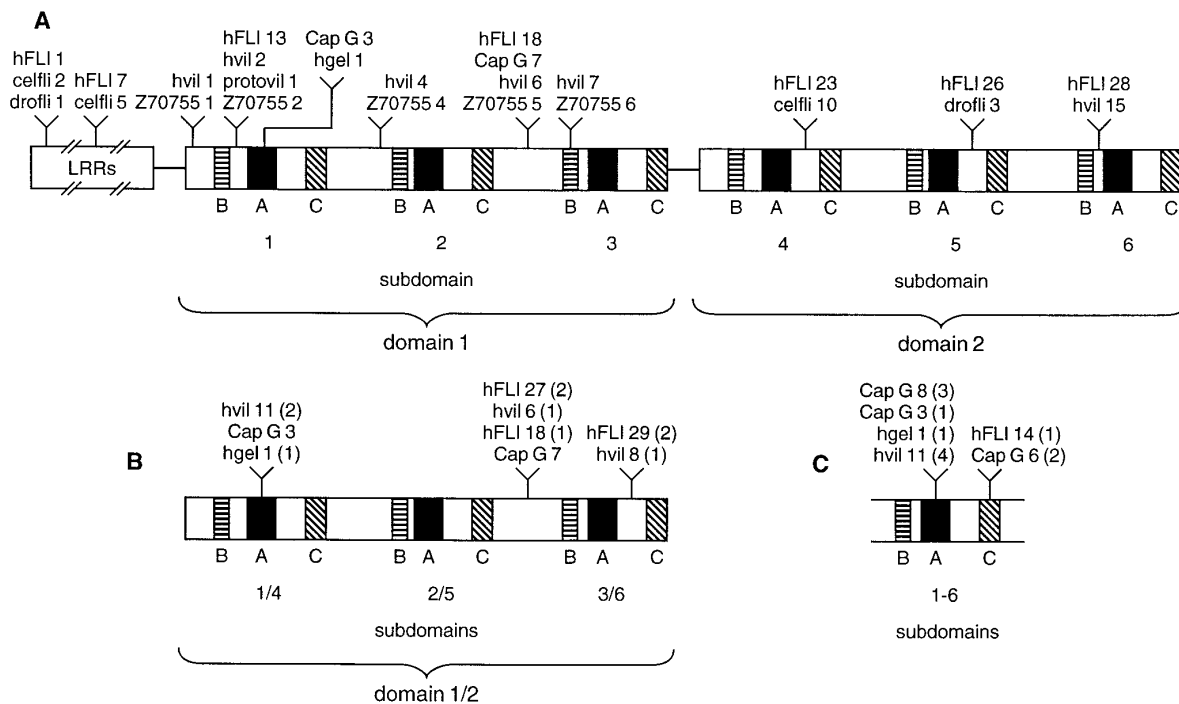 A
hFLI 1
celfli 2
drofli 1
hFLI 7
celfli 5
hvil 1
Z70755 1
hFLI 13
hvil 2
protovil 1
Z70755 2
Cap G 3
hgel 1
hvil 4
Z70755 4
hFLI 18
Cap G 7
hvil 6
Z70755 5
hvil 7
Z70755 6
hFLI 23
celfli 10
hFLI 26
drofli 3
hFLI 28
hvil 15
LRRs
B A C B A C B A C B A C B A C B A C
1 2 3 4 5 6
subdomain subdomain
domain 1 domain 2
B
hvil 11 (2)
Cap G 3
hgel 1 (1)
hFLI 27 (2)
hvil 6 (1)
hFLI 18 (1)
Cap G 7
hFLI 29 (2)
hvil 8 (1)
B A C B A C B A C
1/4 2/5 3/6
subdomains
domain 1/2
C
Cap G 8 (3)
Cap G 3 (1)
hgel 1 (1)
hvil 11 (4)
hFLI 14 (1)
Cap G 6 (2)
B A C
1-6
subdomains